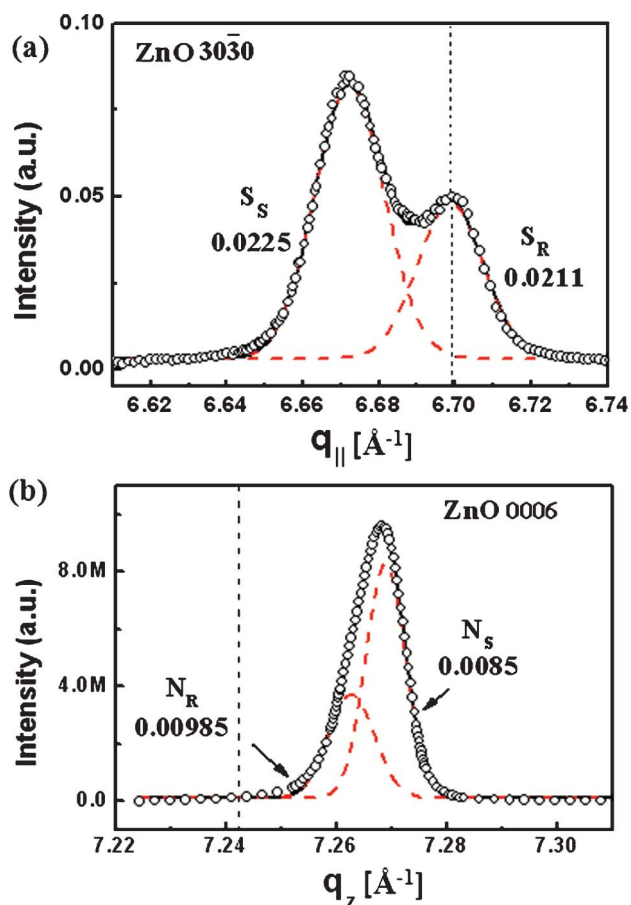 (a)
ZnO 303̄0
Intensity (a.u.)
0.10
0.05
0.00
S_S
0.0225
S_R
0.0211
6.62 6.64 6.66 6.68 6.70 6.72 6.74
q_|| [Å⁻¹]
(b)
ZnO 0006
Intensity (a.u.)
8.0M
4.0M
0.0
N_R
0.00985
N_S
0.0085
7.22 7.24 7.26 7.28 7.30
q_z [Å⁻¹]